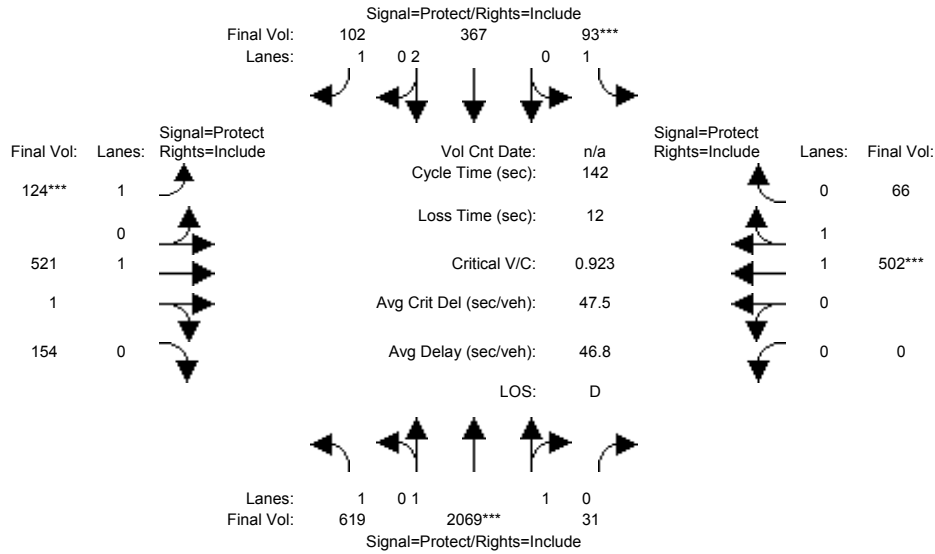 Signal=Protect/Rights=Include
Final Vol: 102 367 93***
Lanes: 1 0 2 0 1
Signal=Protect Signal=Protect
Final Vol: Lanes: Rights=Include Vol Cnt Date: n/a Rights=Include Lanes: Final Vol:
Cycle Time (sec): 142
124*** 1 0 66
Loss Time (sec): 12
0 1
521 1 Critical V/C: 0.923 1 502***
1 Avg Crit Del (sec/veh): 47.5 0
154 0 Avg Delay (sec/veh): 46.8 0 0
LOS: D
Lanes: 1 0 1 1 0
Final Vol: 619 2069*** 31
Signal=Protect/Rights=Include